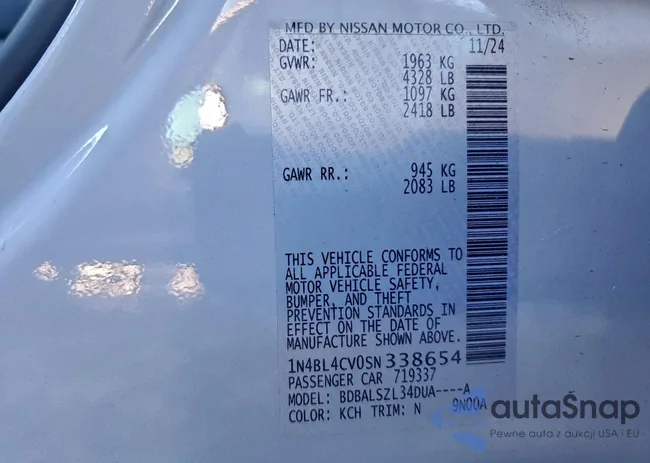 MFD BY NISSAN MOTOR CO., LTD.
DATE: 11/24
GVWR: 1963 KG
4328 LB
GAWR FR.: 1097 KG
2418 LB
GAWR RR.: 945 KG
2083 LB
THIS VEHICLE CONFORMS TO
ALL APPLICABLE FEDERAL
MOTOR VEHICLE SAFETY,
BUMPER, AND THEFT
PREVENTION STANDARDS IN
EFFECT ON THE DATE OF
MANUFACTURE SHOWN ABOVE.
1N4BL4CV0SN338654
PASSENGER CAR 719337
MODEL: BDBALSZL34DUA----A
COLOR: KCH TRIM: N 9N00A
autoSnap
Pewne auta z aukcji USA i EU